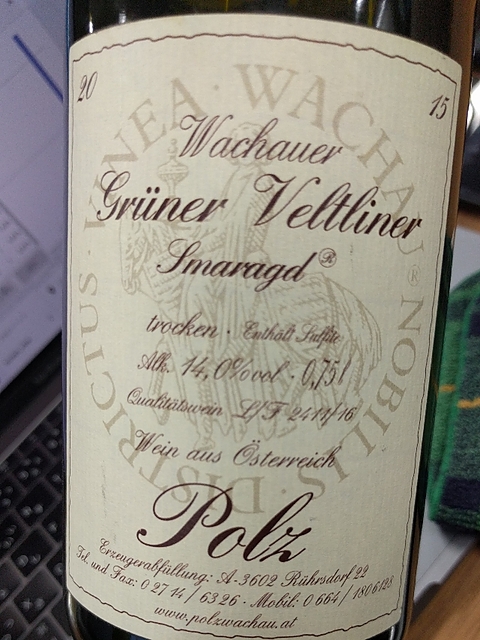 20 15
VINEA · WACHAU® NOBILIS · DISTRICTUS ·
Wachauer
Grüner Veltliner
Smaragd®
trocken · Enthält Sulfite
Alk. 14,0%vol · 0,75l
Qualitätswein L/F 2411/16
Wein aus Österreich
Polz
Erzeugerabfüllung: A-3602 Rührsdorf 22
Tel. und Fax: 0 27 14 / 63 26 · Mobil: 0 664 / 180 61 28
www.polzwachau.at